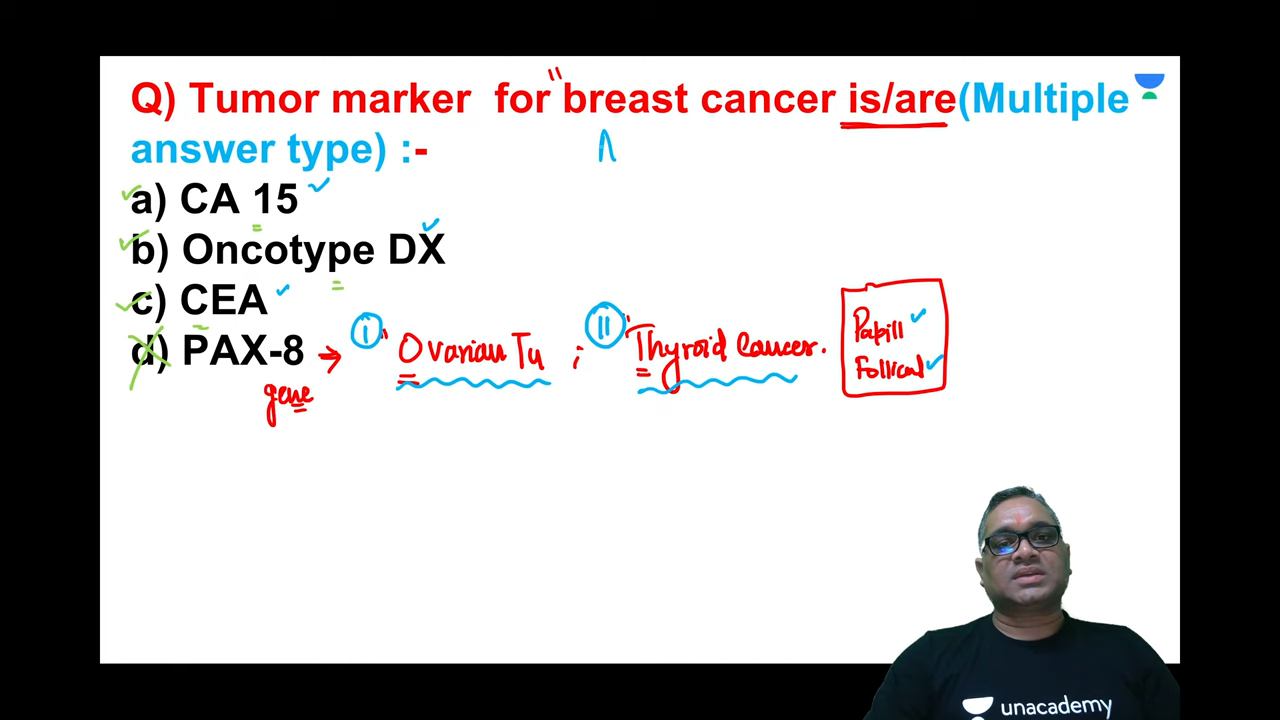 Q) Tumor marker for "breast cancer is/are(Multiple
answer type) :-
a) CA 15
b) Oncotype DX
c) CEA
d) PAX-8 → I "Ovarian Tu ; II "Thyroid Cancer.
gene
Papill
Follical
unacademy